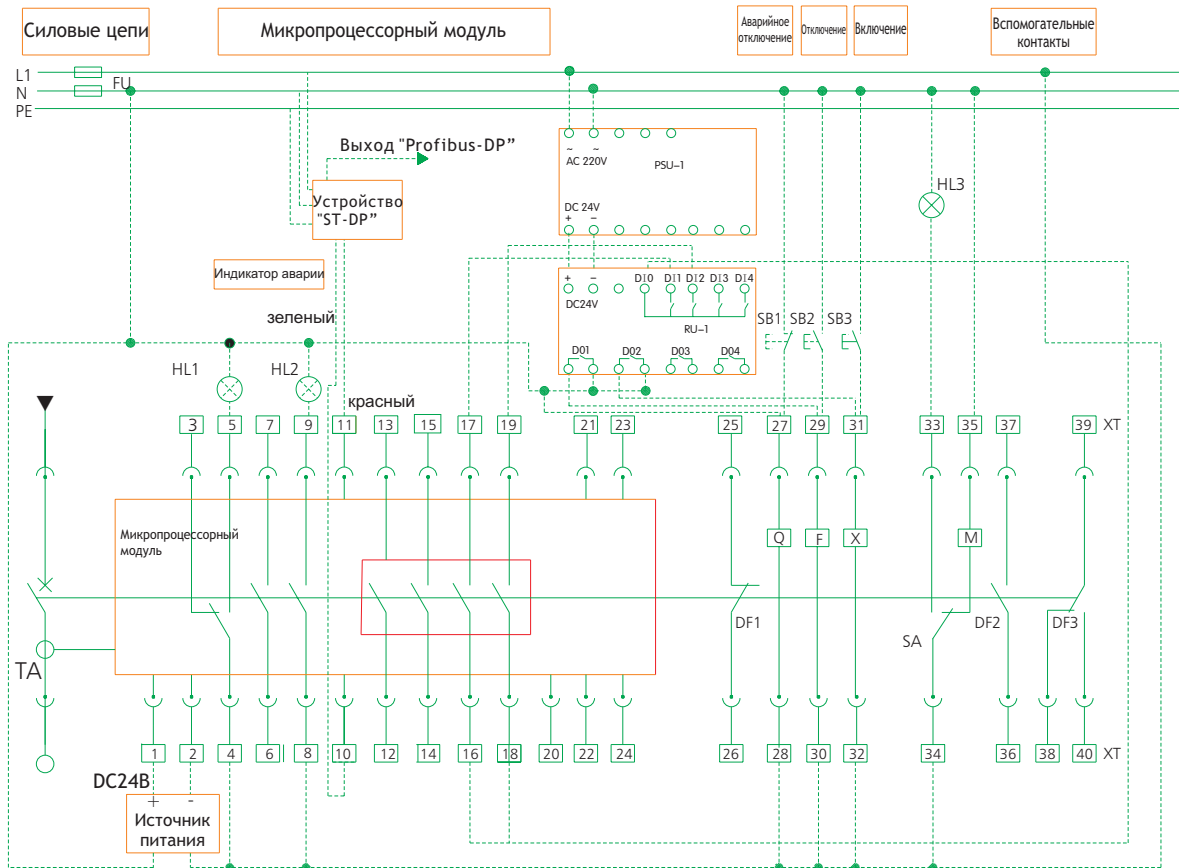 Силовые цепи
Микропроцессорный модуль
Аварийное
отключение
Отключение
Включение
Вспомогательные
контакты
L1
FU
N
PE
Выход "Profibus-DP"
~ ~
AC 220V
PSU-1
DC 24V
+ −
Устройство
"ST-DP"
HL3
Индикатор аварии
+ − DI0 DI1 DI2 DI3 DI4
DC24V
RU-1
зеленый
SB1 SB2 SB3
D01 D02 D03 D04
HL1 HL2
красный
3 5 7 9 11 13 15 17 19 21 23 25 27 29 31 33 35 37 39 XT
Микропроцессорный
модуль
Q F X M
DF1 DF2 DF3
SA
TA
1 2 4 6 8 10 12 14 16 18 20 22 24 26 28 30 32 34 36 38 40 XT
DC24В
+ -
Источник
питания